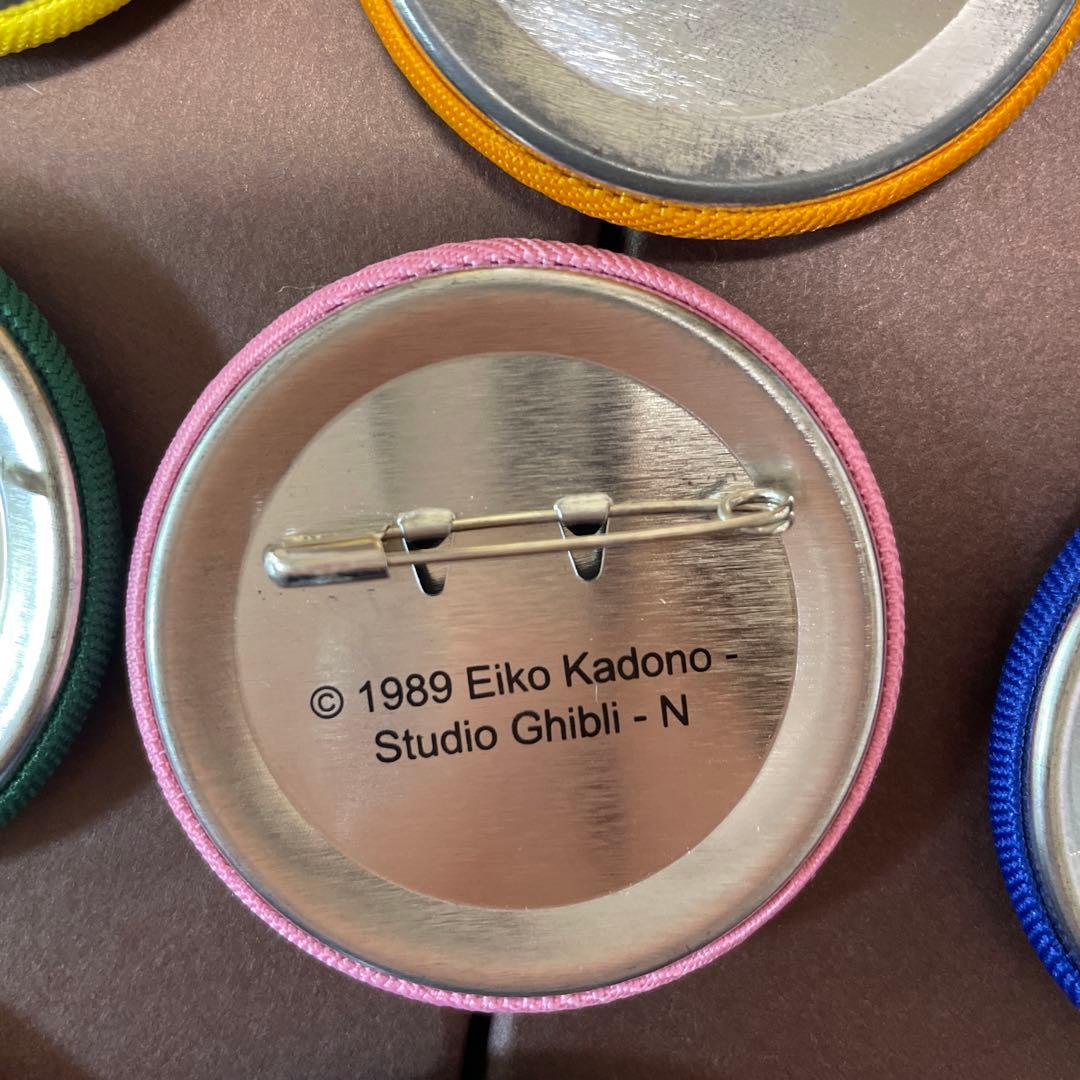 © 1989 Eiko Kadono -
Studio Ghibli - N